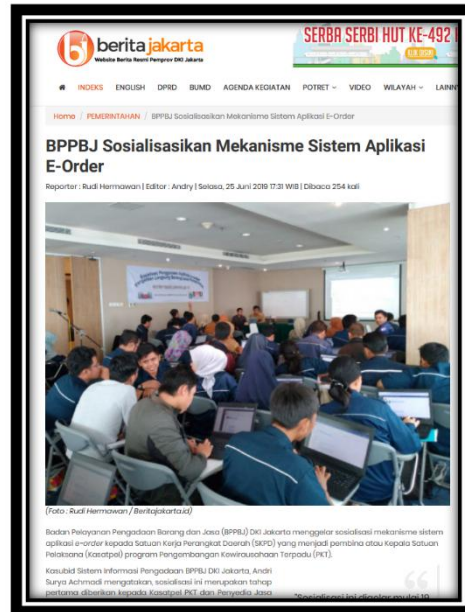 berita jakarta
Website Berita Resmi Pemprov DKI Jakarta
SERBA SERBI HUT KE-492
KLIK DISINI
INDEKS ENGLISH DPRD BUMD AGENDA KEGIATAN POTRET VIDEO WILAYAH LAINN
Home / PEMERINTAHAN / BPPBJ Sosialisasikan Mekanisme Sistem Aplikasi E-Order
BPPBJ Sosialisasikan Mekanisme Sistem Aplikasi
E-Order
Reporter : Rudi Hermawan | Editor : Andry | Selasa, 25 Juni 2019 17:31 WIB | Dibaca 254 kali
(Foto : Rudi Hermawan / Beritajakarta.id)
Badan Pelayanan Pengadaan Barang dan Jasa (BPPBJ) DKI Jakarta menggelar sosialisasi mekanisme sistem
aplikasi e-order kepada Satuan Kerja Perangkat Daerah (SKPD) yang menjadi pembina atau Kepala Satuan
Pelaksana (Kasatpel) program Pengembangan Kewirausahaan Terpadu (PKT).
Kasubid Sistem Informasi Pengadaan BPPBJ DKI Jakarta, Andri
Surya Achmadi mengatakan, sosialisasi ini merupakan tahap
pertama diberikan kepada Kasatpel PKT dan Penyedia Jasa
"Sosialisasi ini digelar mulai 19